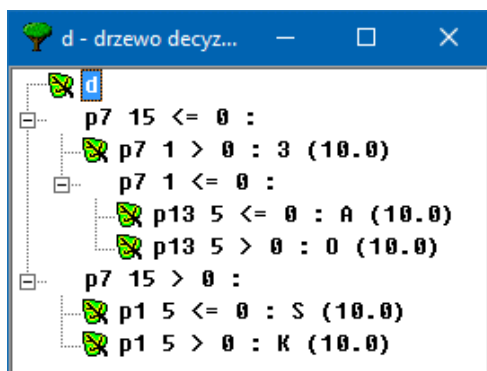 d - drzewo decyz...
d
p7 15 <= 0 :
p7 1 > 0 : 3 (10.0)
p7 1 <= 0 :
p13 5 <= 0 : A (10.0)
p13 5 > 0 : O (10.0)
p7 15 > 0 :
p1 5 <= 0 : S (10.0)
p1 5 > 0 : K (10.0)